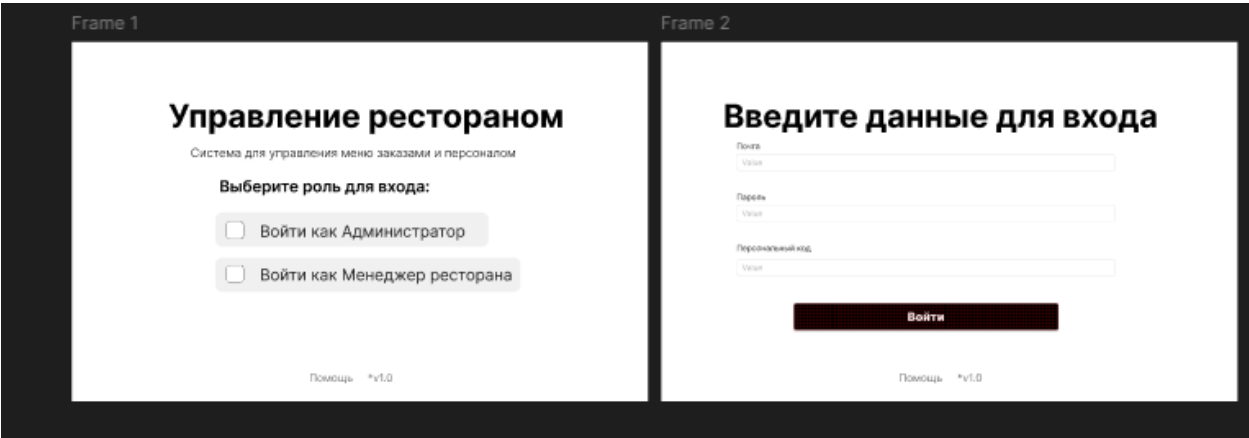 Frame 1
Управление рестораном
Система для управления меню заказами и персоналом
Выберите роль для входа:
Войти как Администратор
Войти как Менеджер ресторана
Помощь *v1.0
Frame 2
Введите данные для входа
Почта
Value
Пароль
Value
Персональный код
Value
Войти
Помощь *v1.0